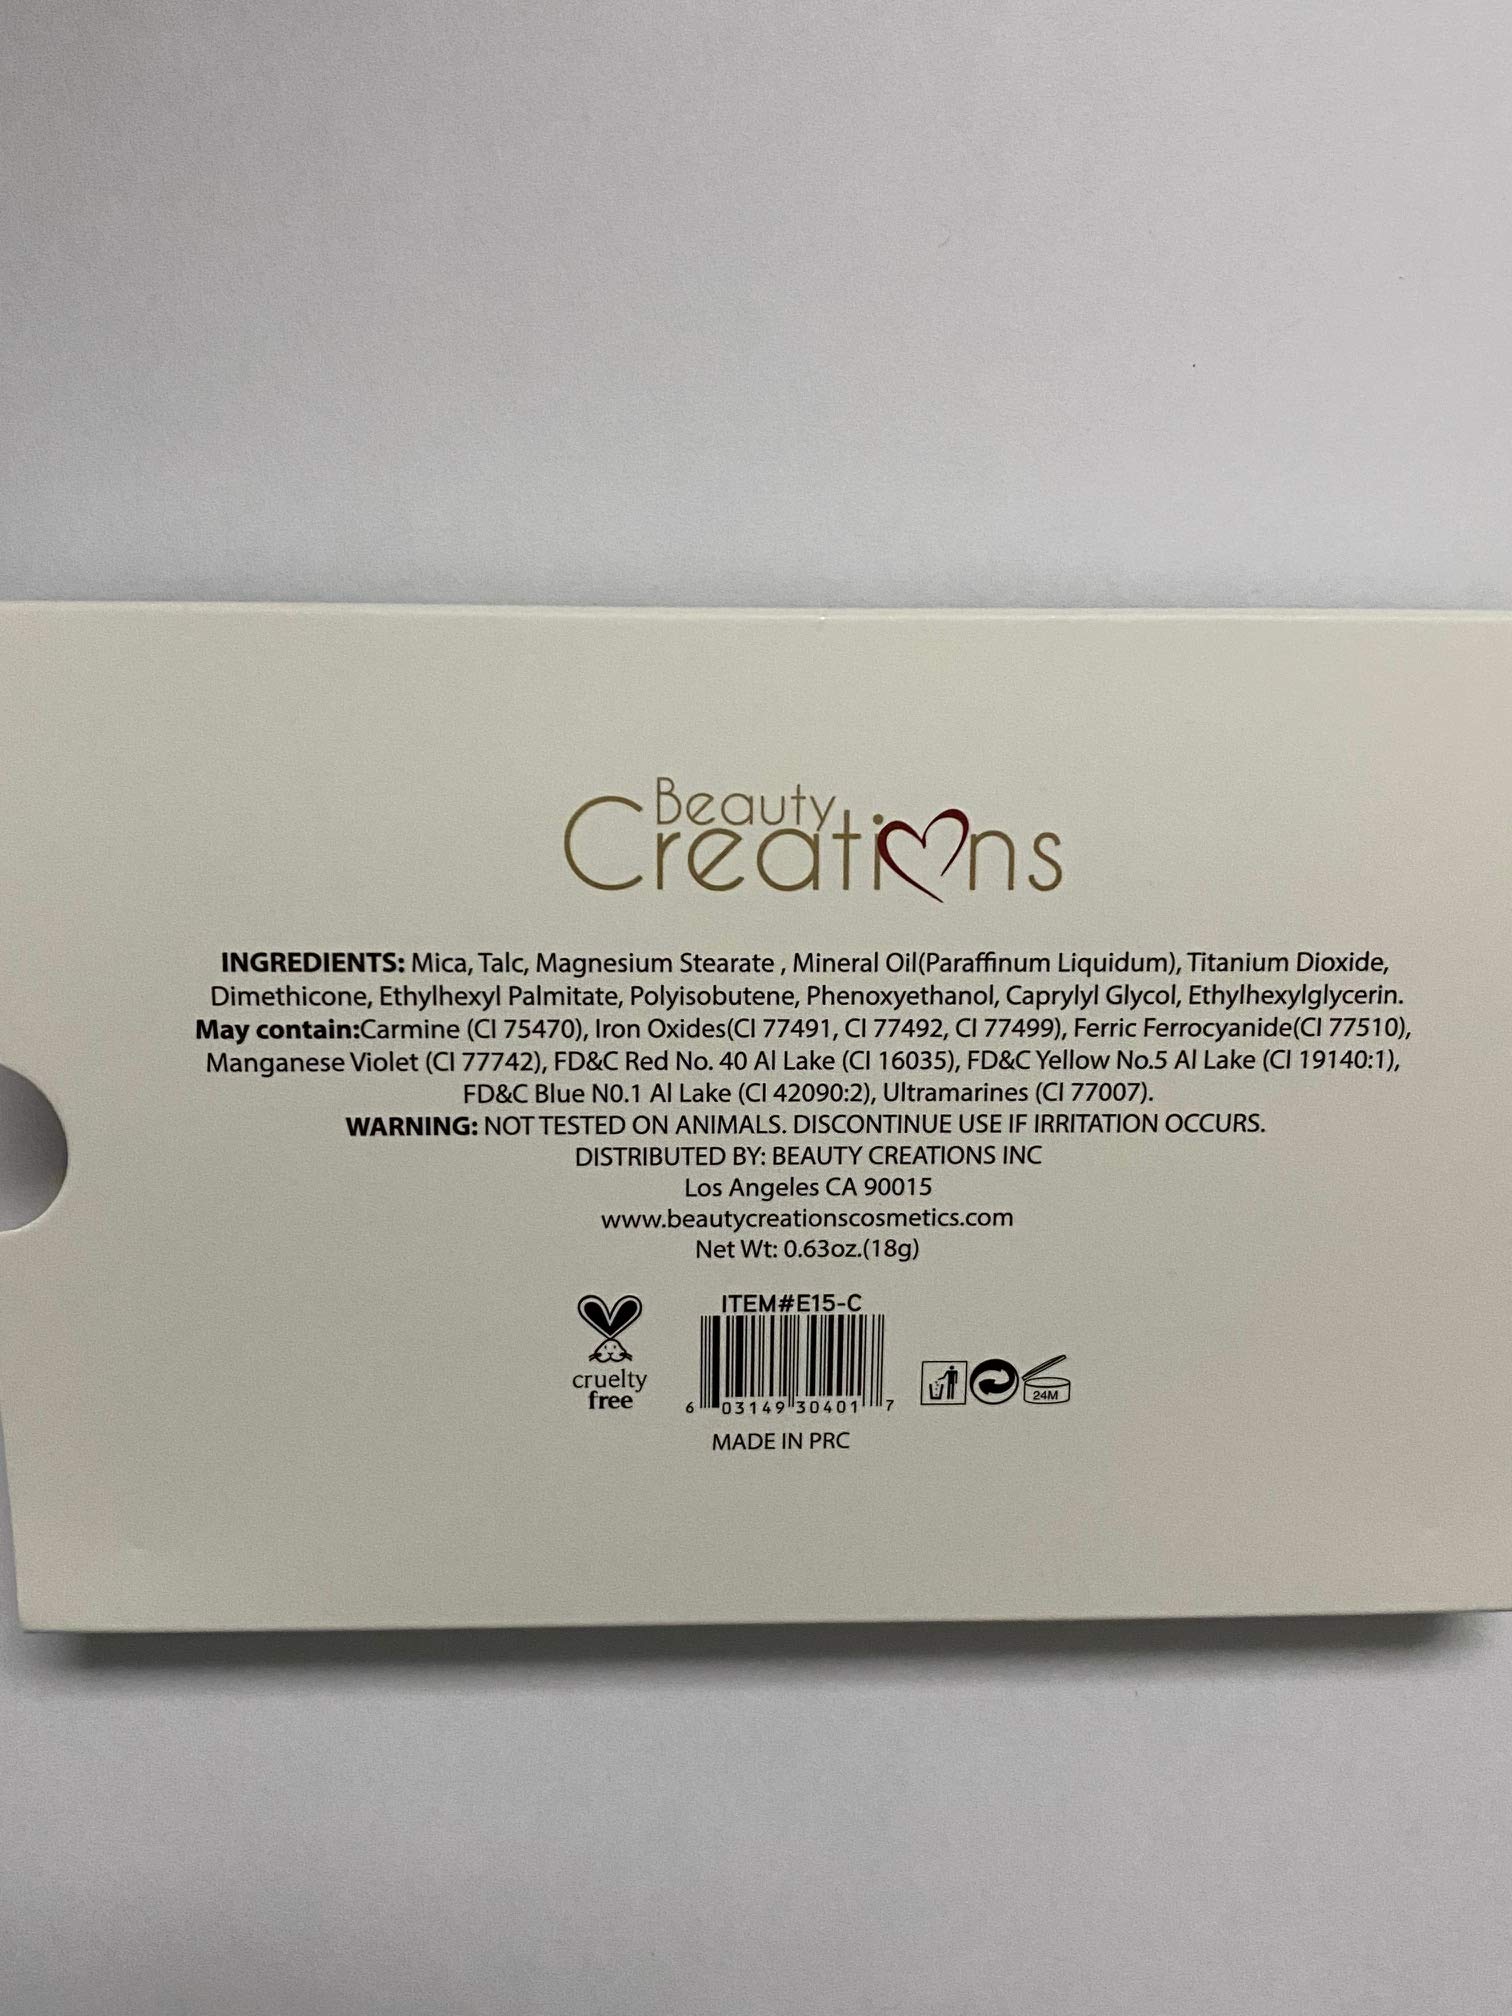 Beauty
Creations
INGREDIENTS: Mica, Talc, Magnesium Stearate , Mineral Oil(Paraffinum Liquidum), Titanium Dioxide,
Dimethicone, Ethylhexyl Palmitate, Polyisobutene, Phenoxyethanol, Caprylyl Glycol, Ethylhexylglycerin.
May contain:Carmine (CI 75470), Iron Oxides(CI 77491, CI 77492, CI 77499), Ferric Ferrocyanide(CI 77510),
Manganese Violet (CI 77742), FD&C Red No. 40 Al Lake (CI 16035), FD&C Yellow No.5 Al Lake (CI 19140:1),
FD&C Blue N0.1 Al Lake (CI 42090:2), Ultramarines (CI 77007).
WARNING: NOT TESTED ON ANIMALS. DISCONTINUE USE IF IRRITATION OCCURS.
DISTRIBUTED BY: BEAUTY CREATIONS INC
Los Angeles CA 90015
www.beautycreationscosmetics.com
Net Wt: 0.63oz.(18g)
cruelty
free
ITEM#E15-C
6 03149 30401 7
24M
MADE IN PRC